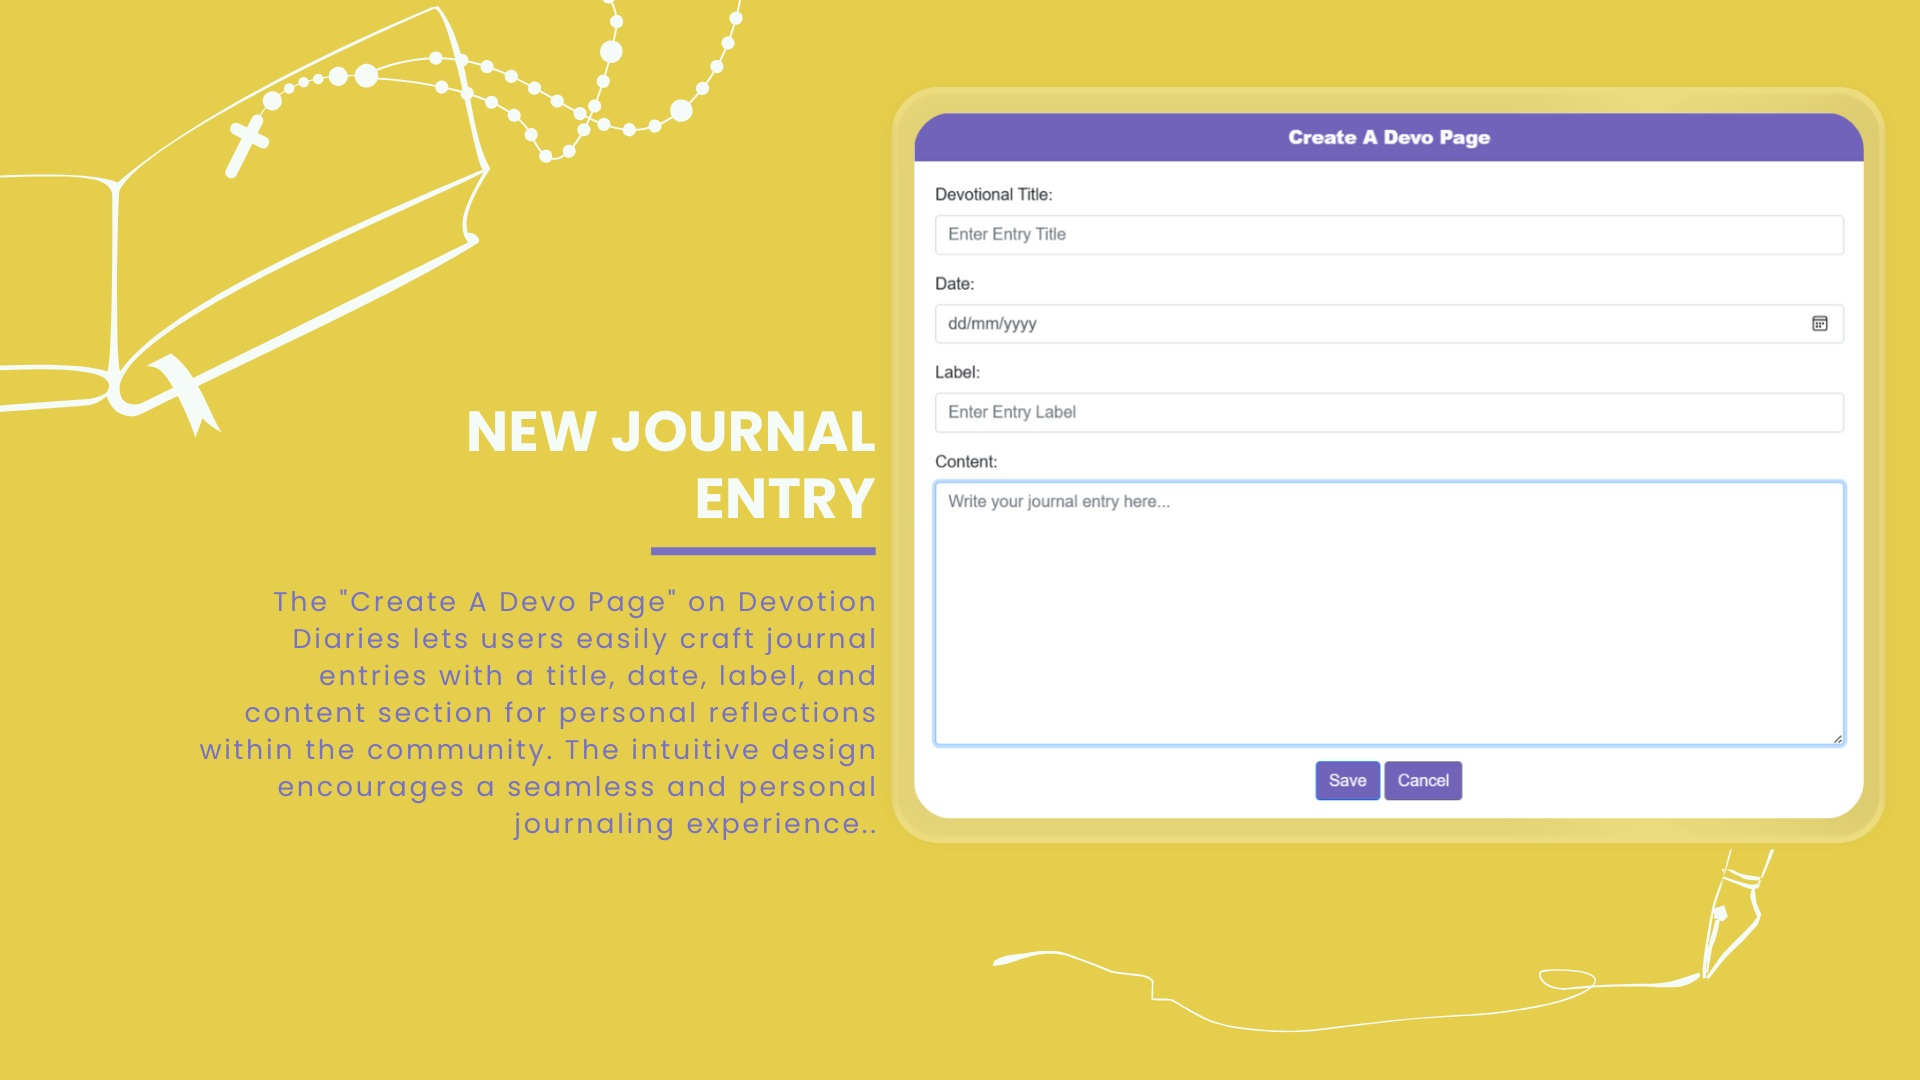 NEW JOURNAL
ENTRY
The "Create A Devo Page" on Devotion
Diaries lets users easily craft journal
entries with a title, date, label, and
content section for personal reflections
within the community. The intuitive design
encourages a seamless and personal
journaling experience..
Create A Devo Page
Devotional Title:
Enter Entry Title
Date:
dd/mm/yyyy
Label:
Enter Entry Label
Content:
Write your journal entry here...
Save Cancel